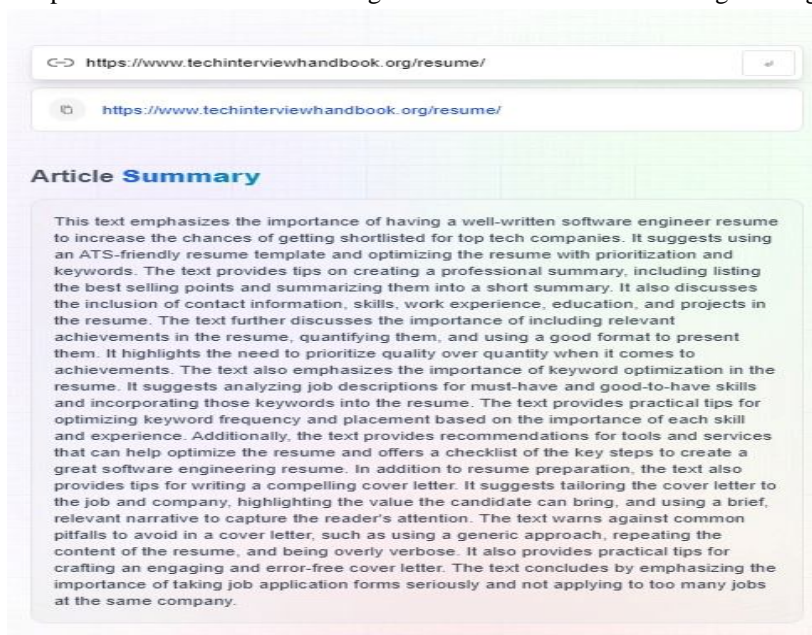 https://www.techinterviewhandbook.org/resume/
https://www.techinterviewhandbook.org/resume/
Article Summary
This text emphasizes the importance of having a well-written software engineer resume
to increase the chances of getting shortlisted for top tech companies. It suggests using
an ATS-friendly resume template and optimizing the resume with prioritization and
keywords. The text provides tips on creating a professional summary, including listing
the best selling points and summarizing them into a short summary. It also discusses
the inclusion of contact information, skills, work experience, education, and projects in
the resume. The text further discusses the importance of including relevant
achievements in the resume, quantifying them, and using a good format to present
them. It highlights the need to prioritize quality over quantity when it comes to
achievements. The text also emphasizes the importance of keyword optimization in the
resume. It suggests analyzing job descriptions for must-have and good-to-have skills
and incorporating those keywords into the resume. The text provides practical tips for
optimizing keyword frequency and placement based on the importance of each skill
and experience. Additionally, the text provides recommendations for tools and services
that can help optimize the resume and offers a checklist of the key steps to create a
great software engineering resume. In addition to resume preparation, the text also
provides tips for writing a compelling cover letter. It suggests tailoring the cover letter to
the job and company, highlighting the value the candidate can bring, and using a brief,
relevant narrative to capture the reader's attention. The text warns against common
pitfalls to avoid in a cover letter, such as using a generic approach, repeating the
content of the resume, and being overly verbose. It also provides practical tips for
crafting an engaging and error-free cover letter. The text concludes by emphasizing the
importance of taking job application forms seriously and not applying to too many jobs
at the same company.